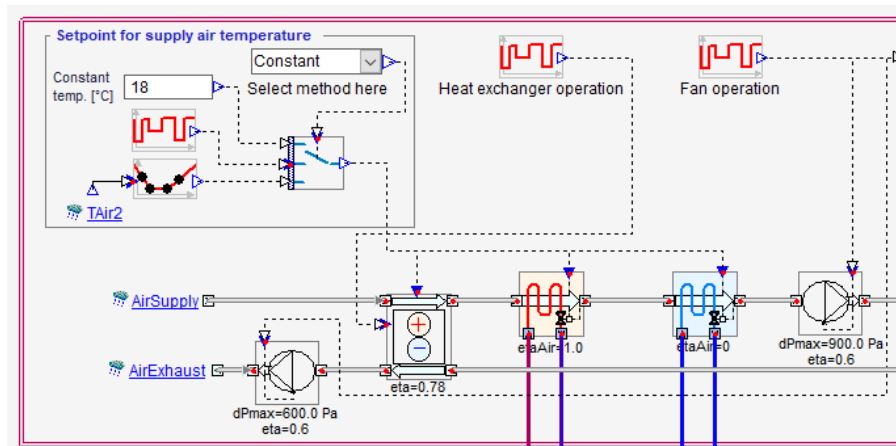 Setpoint for supply air temperature
Constant
temp. [°C]
18
Constant
Select method here
Heat exchanger operation
Fan operation
TAir2
AirSupply
AirExhaust
etaAir=1.0
etaAir=0
dPmax=900.0 Pa
eta=0.6
eta=0.78
dPmax=600.0 Pa
eta=0.6